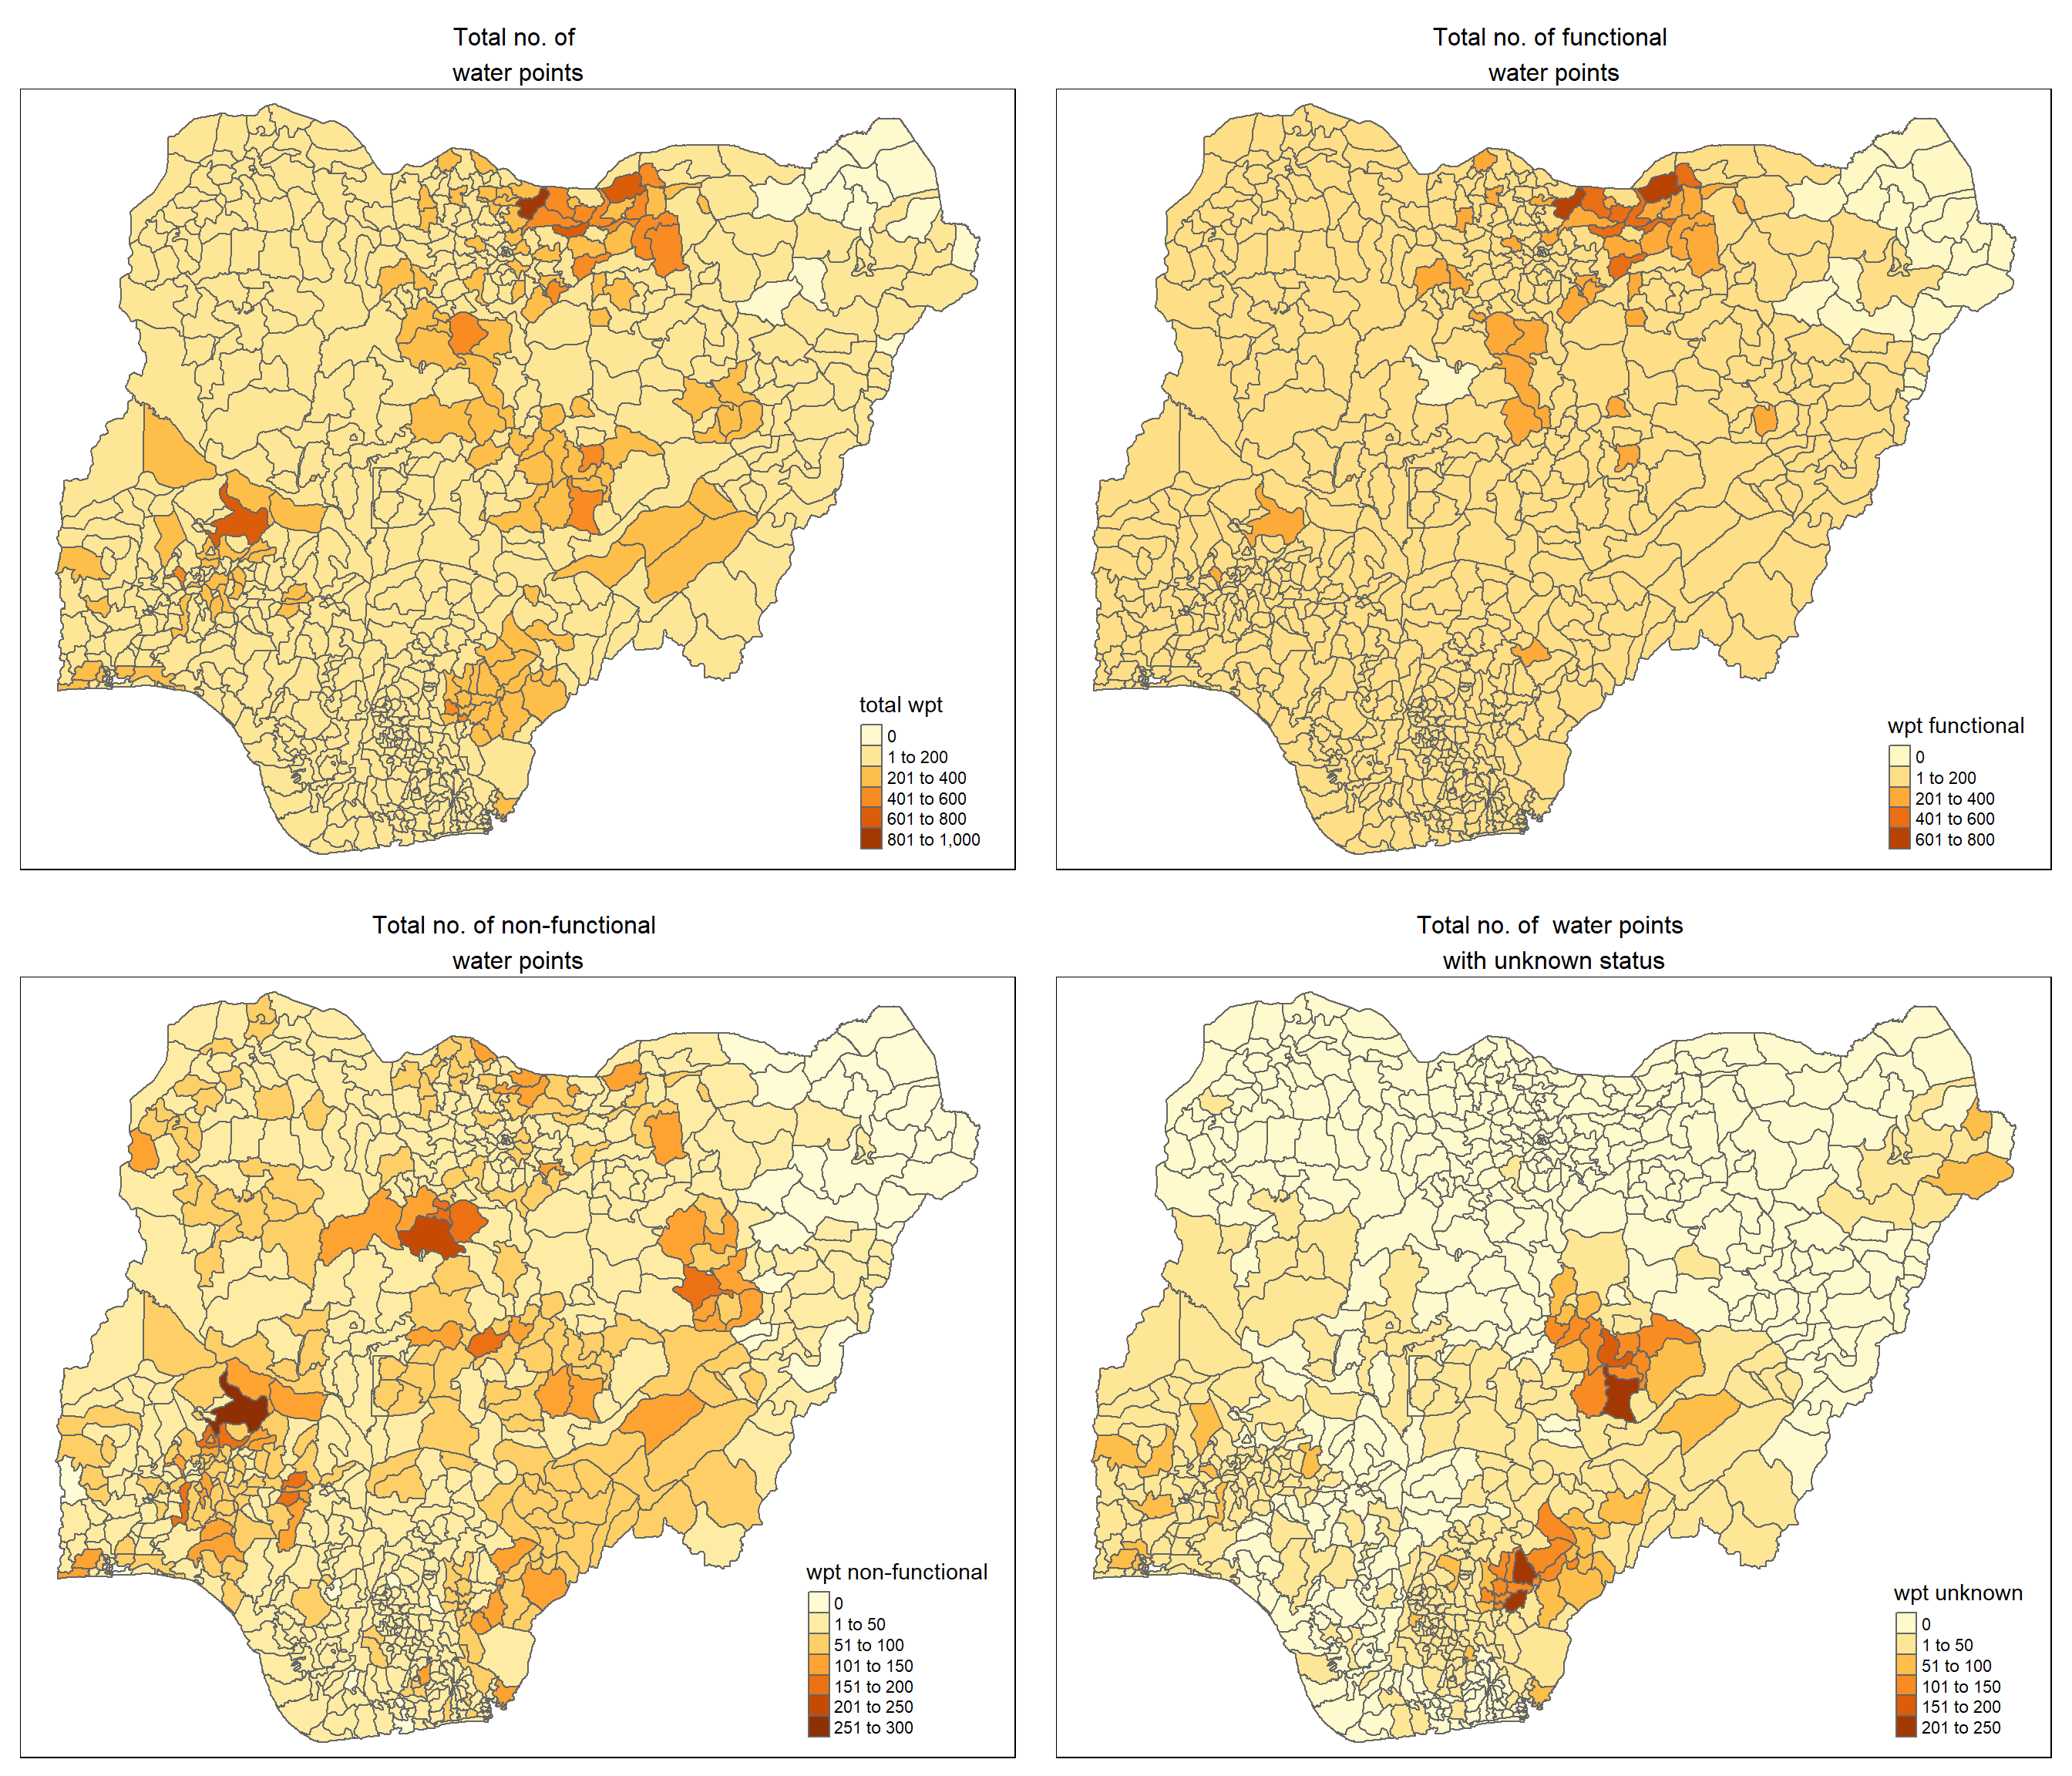 Total no. of
water points
total wpt
0
1 to 200
201 to 400
401 to 600
601 to 800
801 to 1,000
Total no. of functional
water points
wpt functional
0
1 to 200
201 to 400
401 to 600
601 to 800
Total no. of non-functional
water points
wpt non-functional
0
1 to 50
51 to 100
101 to 150
151 to 200
201 to 250
251 to 300
Total no. of  water points
with unknown status
wpt unknown
0
1 to 50
51 to 100
101 to 150
151 to 200
201 to 250